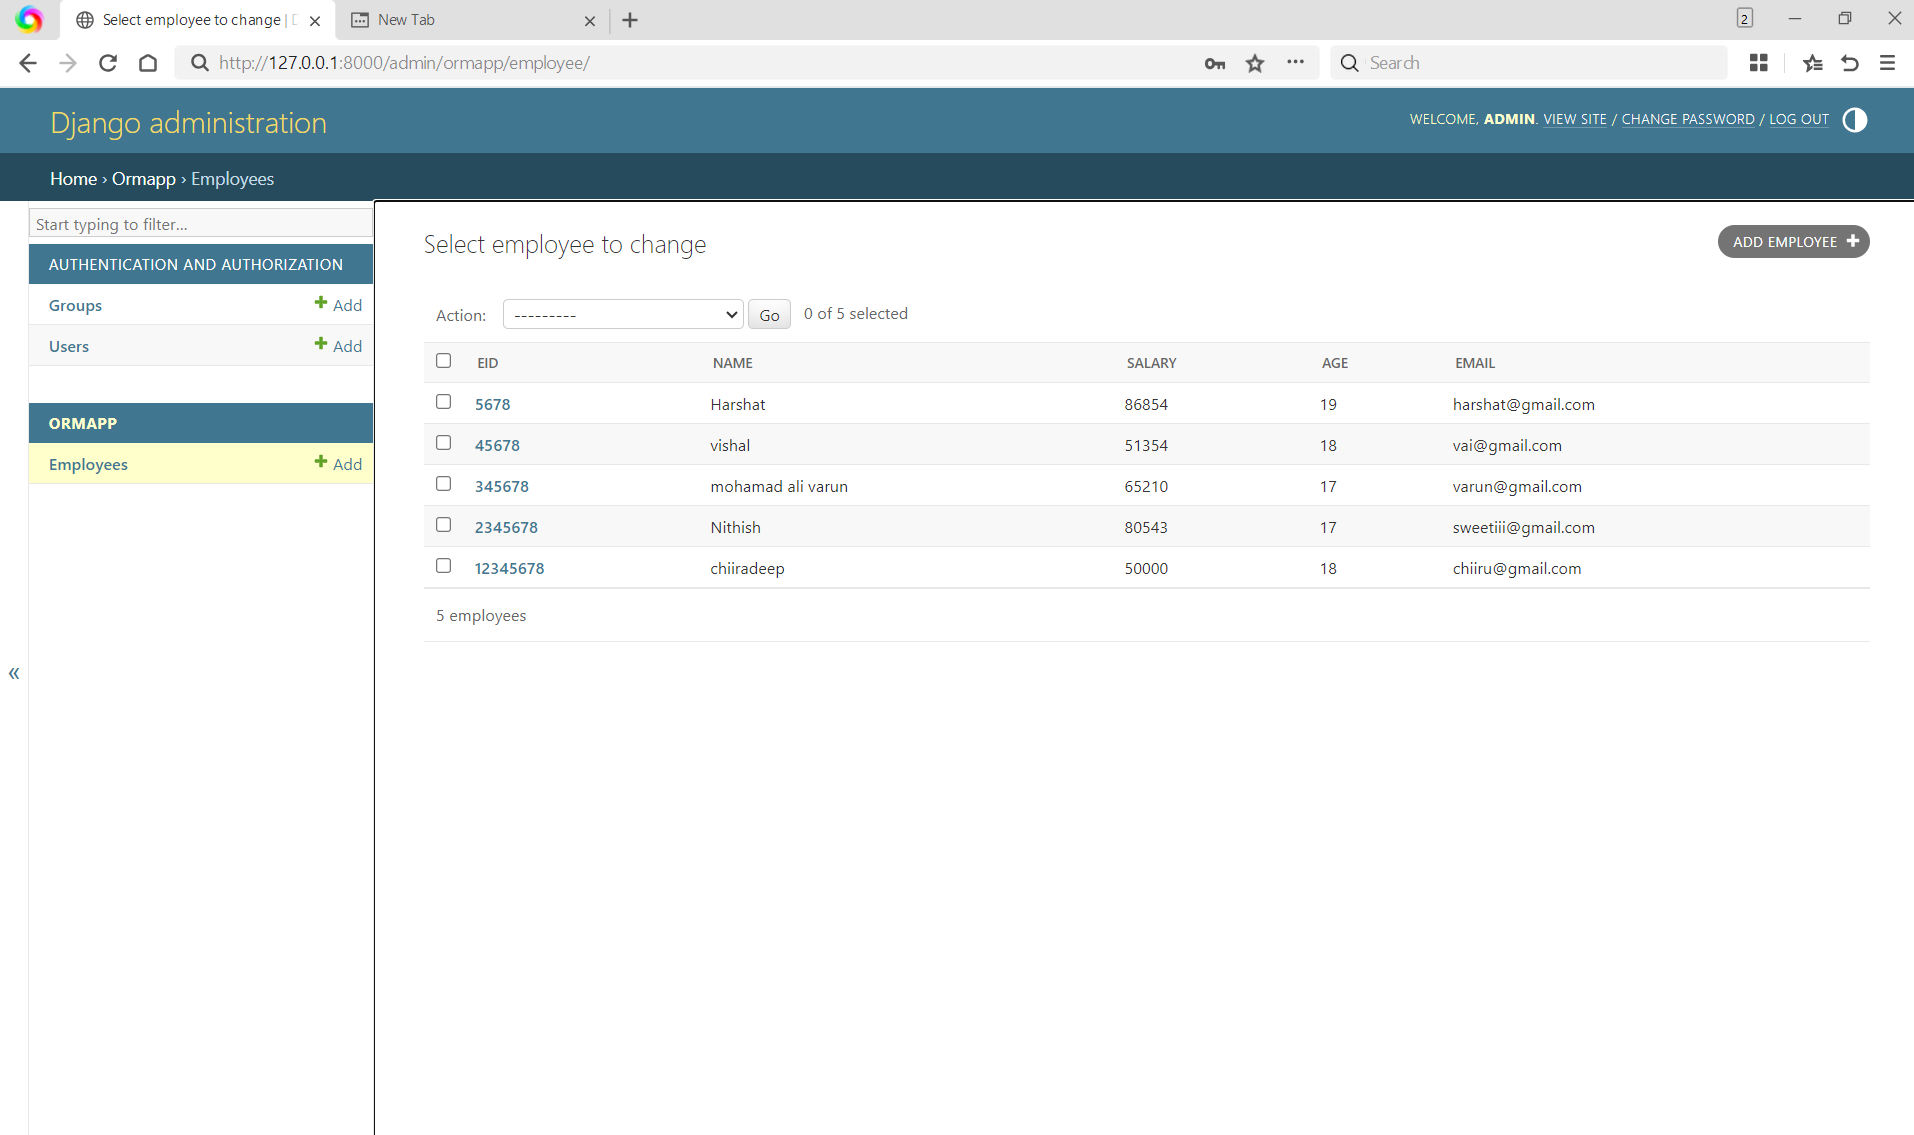 Select employee to change | D
New Tab
2
http://127.0.0.1:8000/admin/ormapp/employee/
Search
Django administration
WELCOME, ADMIN. VIEW SITE / CHANGE PASSWORD / LOG OUT
Home › Ormapp › Employees
Start typing to filter...
AUTHENTICATION AND AUTHORIZATION
Groups + Add
Users + Add
ORMAPP
Employees + Add
«
Select employee to change
ADD EMPLOYEE +
Action: --------- Go 0 of 5 selected
EID NAME SALARY AGE EMAIL
5678 Harshat 86854 19 harshat@gmail.com
45678 vishal 51354 18 vai@gmail.com
345678 mohamad ali varun 65210 17 varun@gmail.com
2345678 Nithish 80543 17 sweetiii@gmail.com
12345678 chiiradeep 50000 18 chiiru@gmail.com
5 employees